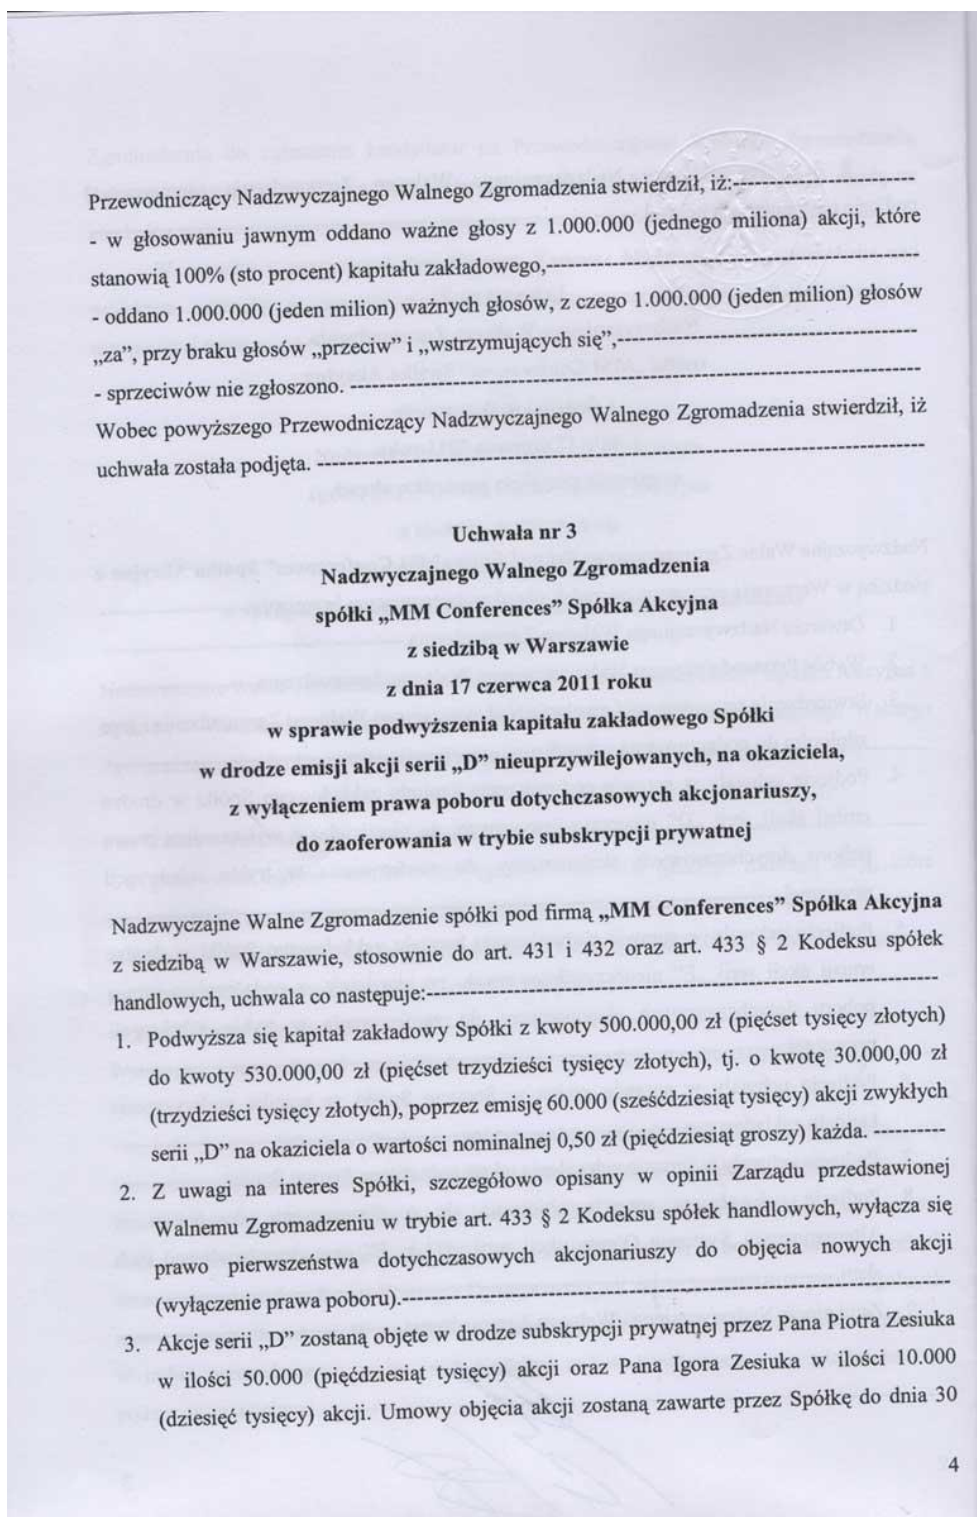 Przewodniczący Nadzwyczajnego Walnego Zgromadzenia stwierdził, iż:------------------------
- w głosowaniu jawnym oddano ważne głosy z 1.000.000 (jednego miliona) akcji, które
stanowią 100% (sto procent) kapitału zakładowego,--------------------------------------------------
- oddano 1.000.000 (jeden milion) ważnych głosów, z czego 1.000.000 (jeden milion) głosów
„za”, przy braku głosów „przeciw” i „wstrzymujących się”,----------------------------------------
- sprzeciwów nie zgłoszono. ----------------------------------------------------------------------------
Wobec powyższego Przewodniczący Nadzwyczajnego Walnego Zgromadzenia stwierdził, iż
uchwała została podjęta. ---------------------------------------------------------------------------------
Uchwała nr 3
Nadzwyczajnego Walnego Zgromadzenia
spółki „MM Conferences” Spółka Akcyjna
z siedzibą w Warszawie
z dnia 17 czerwca 2011 roku
w sprawie podwyższenia kapitału zakładowego Spółki
w drodze emisji akcji serii „D” nieuprzywilejowanych, na okaziciela,
z wyłączeniem prawa poboru dotychczasowych akcjonariuszy,
do zaoferowania w trybie subskrypcji prywatnej
Nadzwyczajne Walne Zgromadzenie spółki pod firmą „MM Conferences” Spółka Akcyjna
z siedzibą w Warszawie, stosownie do art. 431 i 432 oraz art. 433 § 2 Kodeksu spółek
handlowych, uchwala co następuje:--------------------------------------------------------------------
1. Podwyższa się kapitał zakładowy Spółki z kwoty 500.000,00 zł (pięćset tysięcy złotych)
do kwoty 530.000,00 zł (pięćset trzydzieści tysięcy złotych), tj. o kwotę 30.000,00 zł
(trzydzieści tysięcy złotych), poprzez emisję 60.000 (sześćdziesiąt tysięcy) akcji zwykłych
serii „D” na okaziciela o wartości nominalnej 0,50 zł (pięćdziesiąt groszy) każda. ----------
2. Z uwagi na interes Spółki, szczegółowo opisany w opinii Zarządu przedstawionej
Walnemu Zgromadzeniu w trybie art. 433 § 2 Kodeksu spółek handlowych, wyłącza się
prawo pierwszeństwa dotychczasowych akcjonariuszy do objęcia nowych akcji
(wyłączenie prawa poboru).-------------------------------------------------------------------------
3. Akcje serii „D” zostaną objęte w drodze subskrypcji prywatnej przez Pana Piotra Zesiuka
w ilości 50.000 (pięćdziesiąt tysięcy) akcji oraz Pana Igora Zesiuka w ilości 10.000
(dziesięć tysięcy) akcji. Umowy objęcia akcji zostaną zawarte przez Spółkę do dnia 30
4